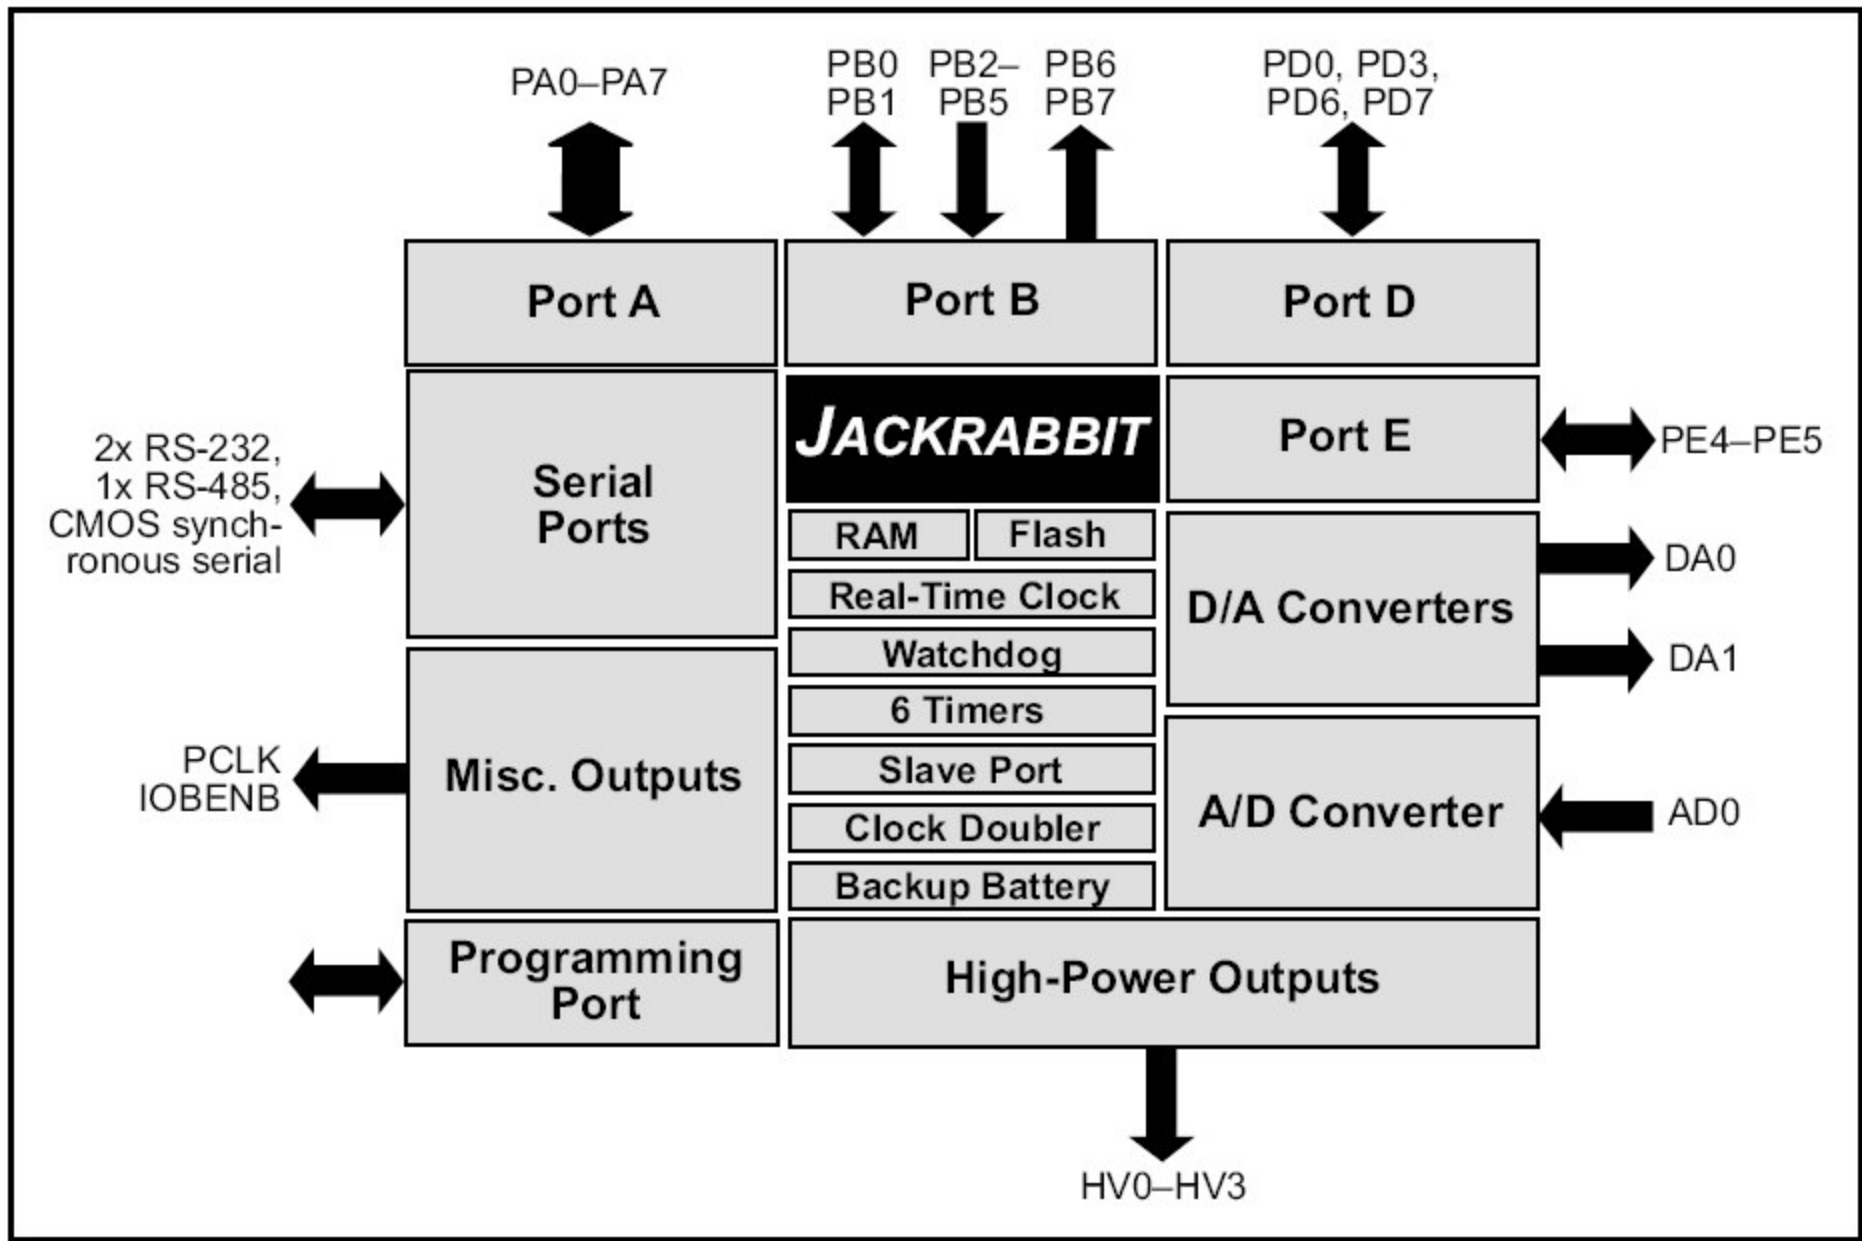 PA0–PA7
PB0
PB1
PB2–
PB5
PB6
PB7
PD0, PD3,
PD6, PD7
Port A
Port B
Port D
2x RS-232,
1x RS-485,
CMOS synch-
ronous serial
Serial
Ports
JACKRABBIT
Port E
PE4–PE5
RAM
Flash
Real-Time Clock
Watchdog
6 Timers
Slave Port
Clock Doubler
Backup Battery
D/A Converters
DA0
DA1
PCLK
IOBENB
Misc. Outputs
A/D Converter
AD0
Programming
Port
High-Power Outputs
HV0–HV3